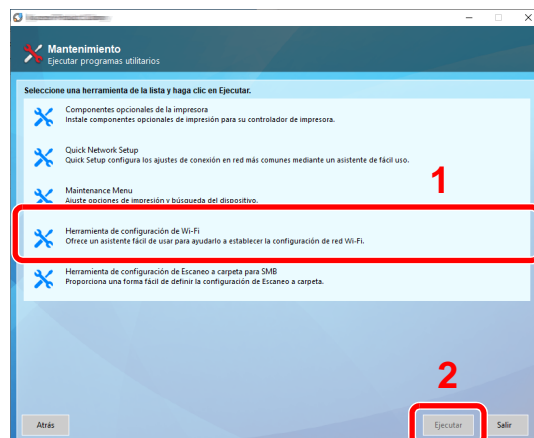 Mantenimiento
Ejecutar programas utilitarios
Seleccione una herramienta de la lista y haga clic en Ejecutar.
Componentes opcionales de la impresora
Instale componentes opcionales de impresión para su controlador de impresora.
Quick Network Setup
Quick Setup configura los ajustes de conexión en red más comunes mediante un asistente de fácil uso.
1
Maintenance Menu
Ajuste opciones de impresión y búsqueda del dispositivo.
Herramienta de configuración de Wi-Fi
Ofrece un asistente fácil de usar para ayudarlo a establecer la configuración de red Wi-Fi.
Herramienta de configuración de Escaneo a carpeta para SMB
Proporciona una forma fácil de definir la configuración de Escaneo a carpeta.
2
Atrás
Ejecutar
Salir